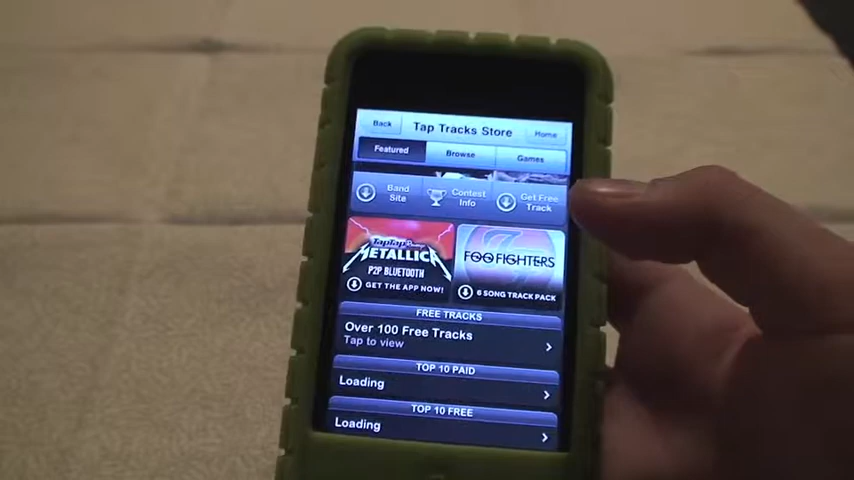 Back
Tap Tracks Store
Home
Featured
Browse
Games
Band
Site
Contest
Info
Get Free
Track
TapTap Revenge
METALLICA
P2P BLUETOOTH
GET THE APP NOW!
FOO FIGHTERS
6 SONG TRACK PACK
FREE TRACKS
Over 100 Free Tracks
Tap to view
TOP 10 PAID
Loading
TOP 10 FREE
Loading